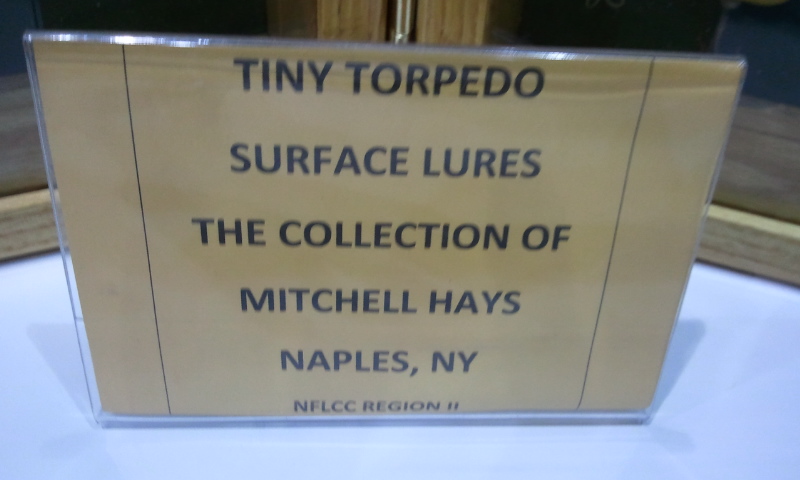 TINY TORPEDO
SURFACE LURES
THE COLLECTION OF
MITCHELL HAYS
NAPLES, NY
NFLCC REGION II